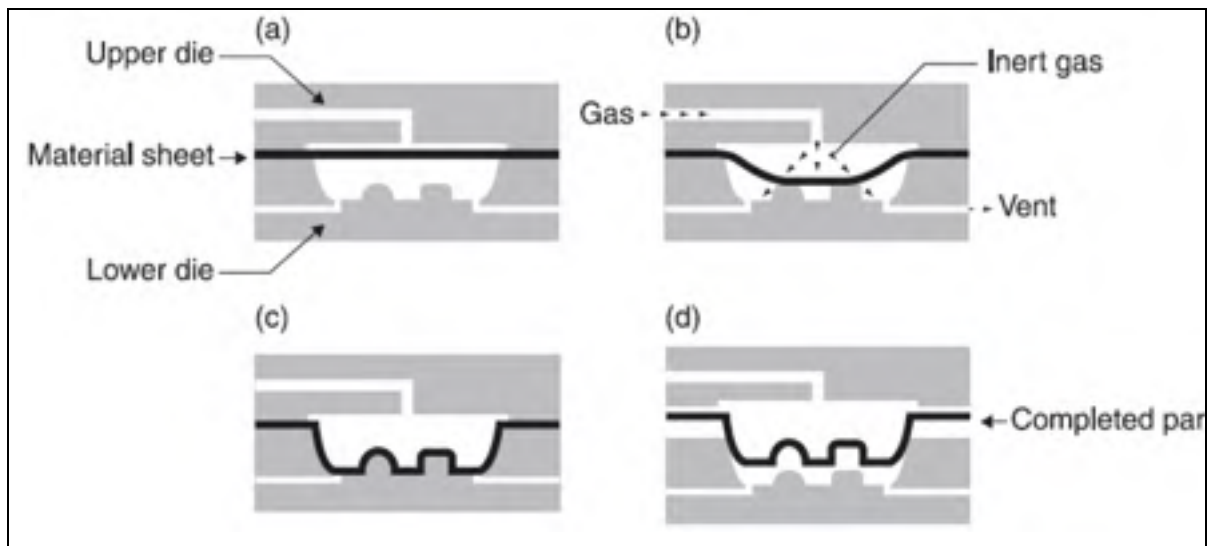 (a)
Upper die
Material sheet
Lower die
(b)
Inert gas
Gas
Vent
(c)
(d)
Completed par